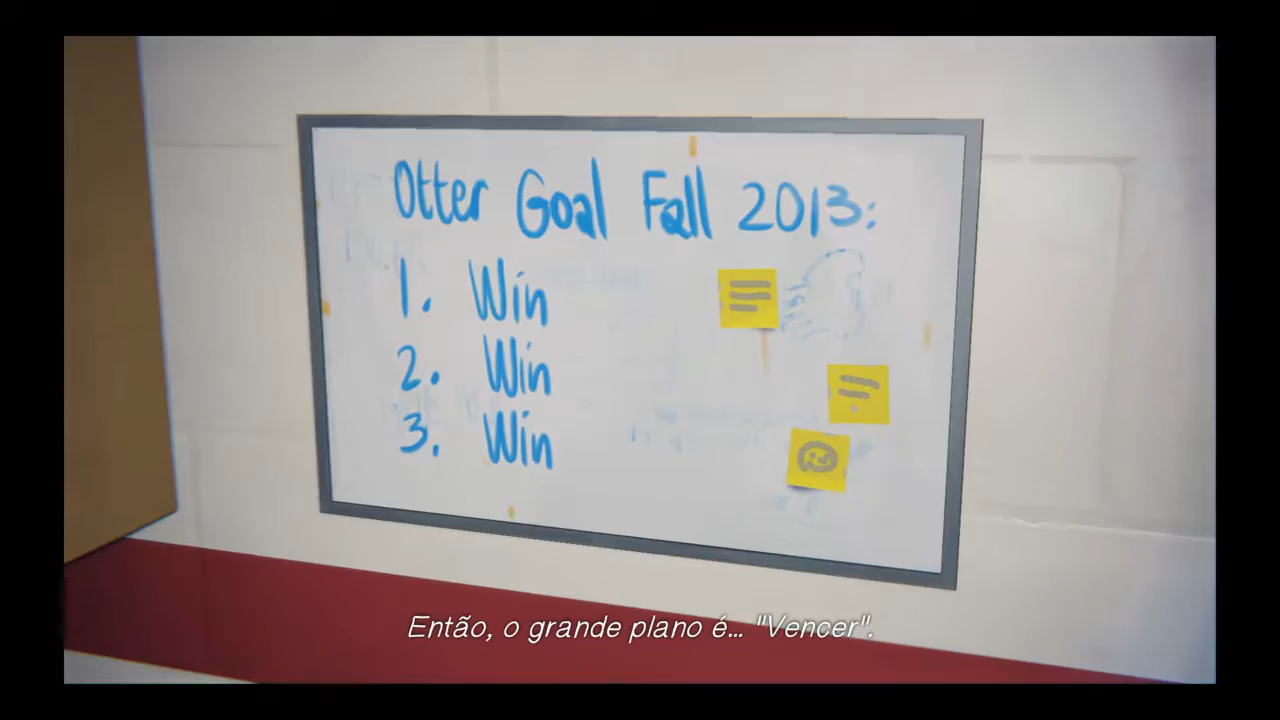 Otter Goal Fall 2013:
1. Win
2. Win
3. Win
Então, o grande plano é... "Vencer".